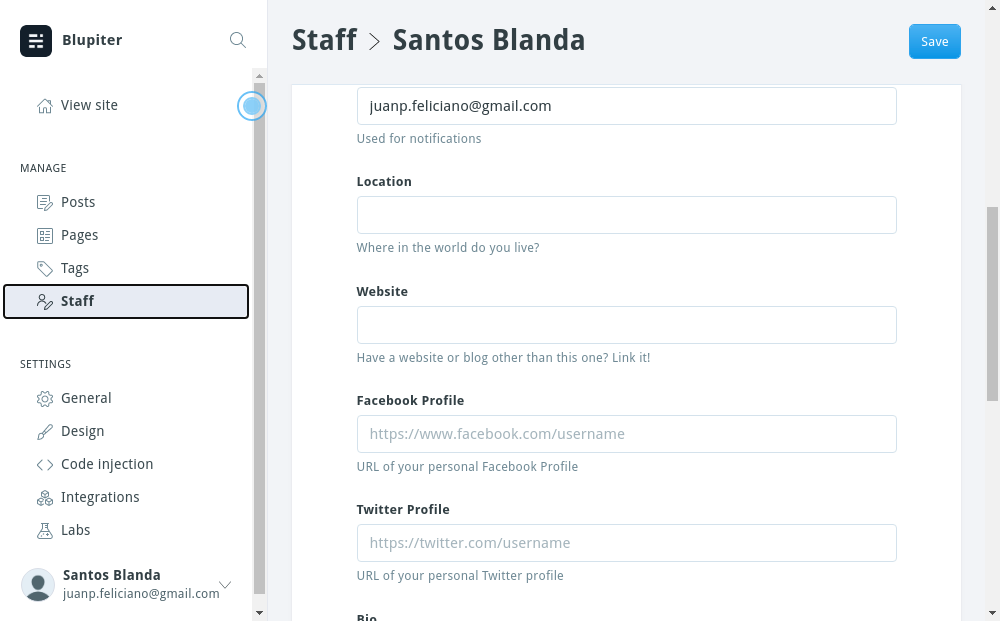 Blupiter
View site
MANAGE
Posts
Pages
Tags
Staff
SETTINGS
General
Design
Code injection
Integrations
Labs
Santos Blanda
juanp.feliciano@gmail.com
Staff > Santos Blanda
Save
juanp.feliciano@gmail.com
Used for notifications
Location
Where in the world do you live?
Website
Have a website or blog other than this one? Link it!
Facebook Profile
https://www.facebook.com/username
URL of your personal Facebook Profile
Twitter Profile
https://twitter.com/username
URL of your personal Twitter profile
Bio